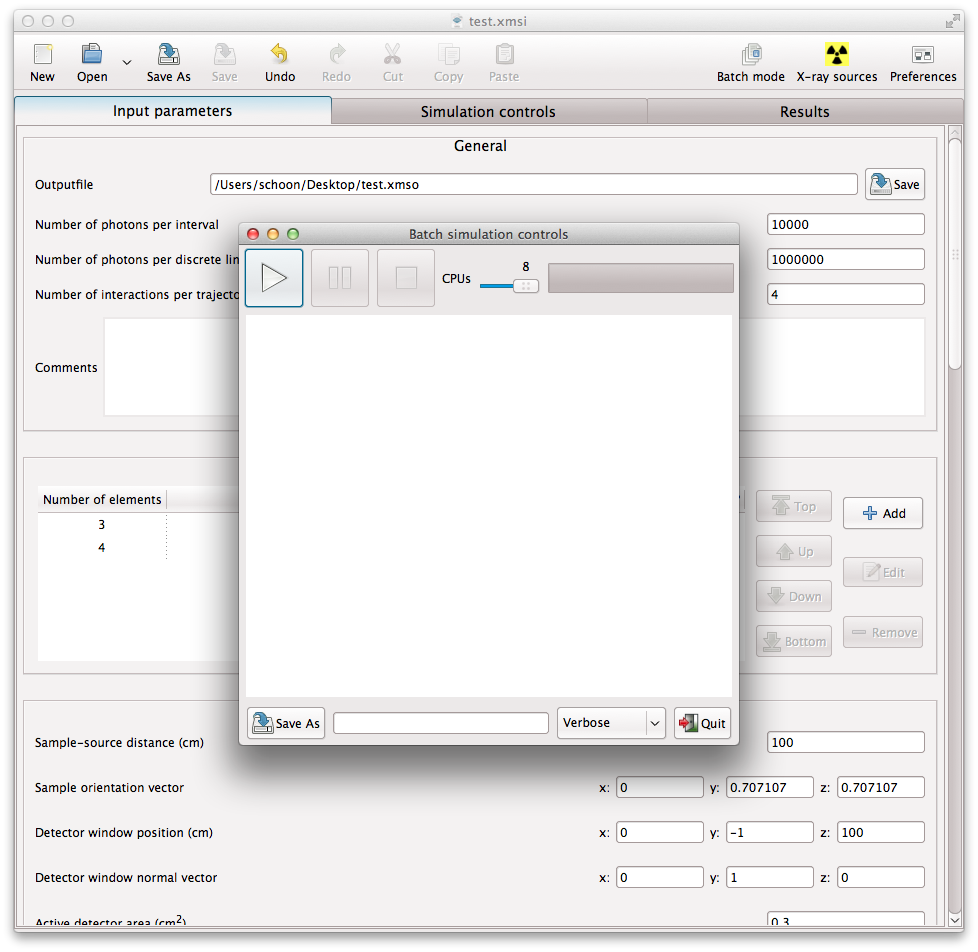 test.xmsi
New Open Save As Save Undo Redo Cut Copy Paste Batch mode X-ray sources Preferences
Input parameters Simulation controls Results
General
Outputfile /Users/schoon/Desktop/test.xmso Save
Number of photons per interval 10000
Number of photons per discrete 1000000
Number of interactions per 4
Comments
Number of elements
3
4
Top
Add
Up
Edit
Down
Remove
Bottom
Batch simulation controls
CPUs 8
Save As Verbose Quit
Sample-source distance (cm) 100
Sample orientation vector x: 0 y: 0.707107 z: 0.707107
Detector window position (cm) x: 0 y: -1 z: 100
Detector window normal vector x: 0 y: 1 z: 0
Active detector area (cm2) 0.3